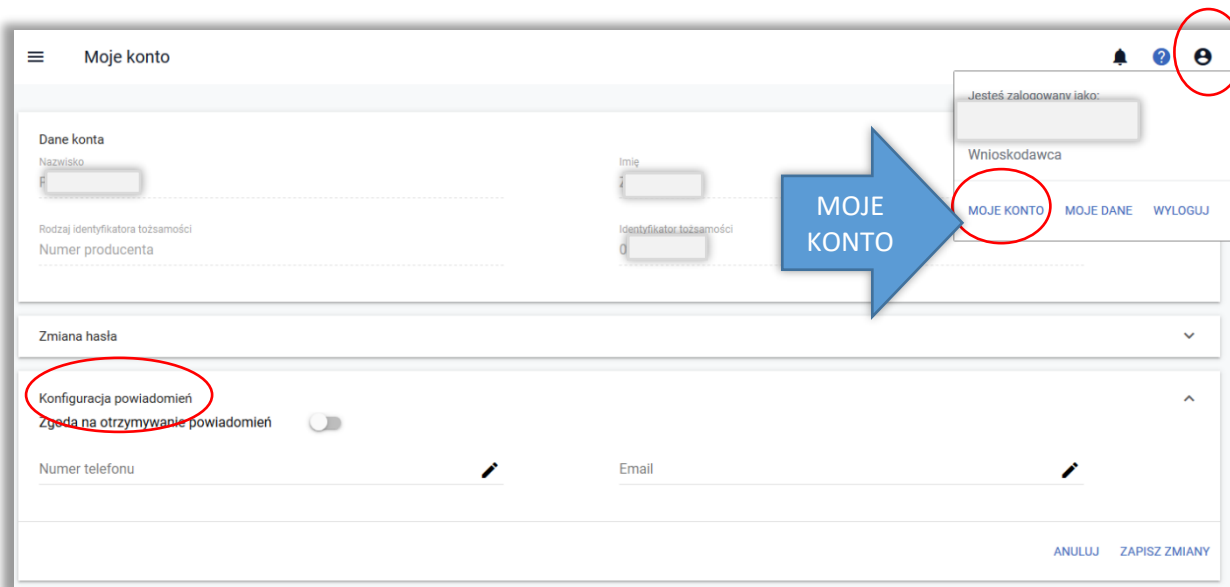 Moje konto
Jesteś zalogowany jako:
Wnioskodawca
MOJE KONTO MOJE DANE WYLOGUJ
MOJE
KONTO
Dane konta
Nazwisko Imię
Rodzaj identyfikatora tożsamości Identyfikator tożsamości
Numer producenta 0
Zmiana hasła
Konfiguracja powiadomień
Zgoda na otrzymywanie powiadomień
Numer telefonu Email
ANULUJ ZAPISZ ZMIANY